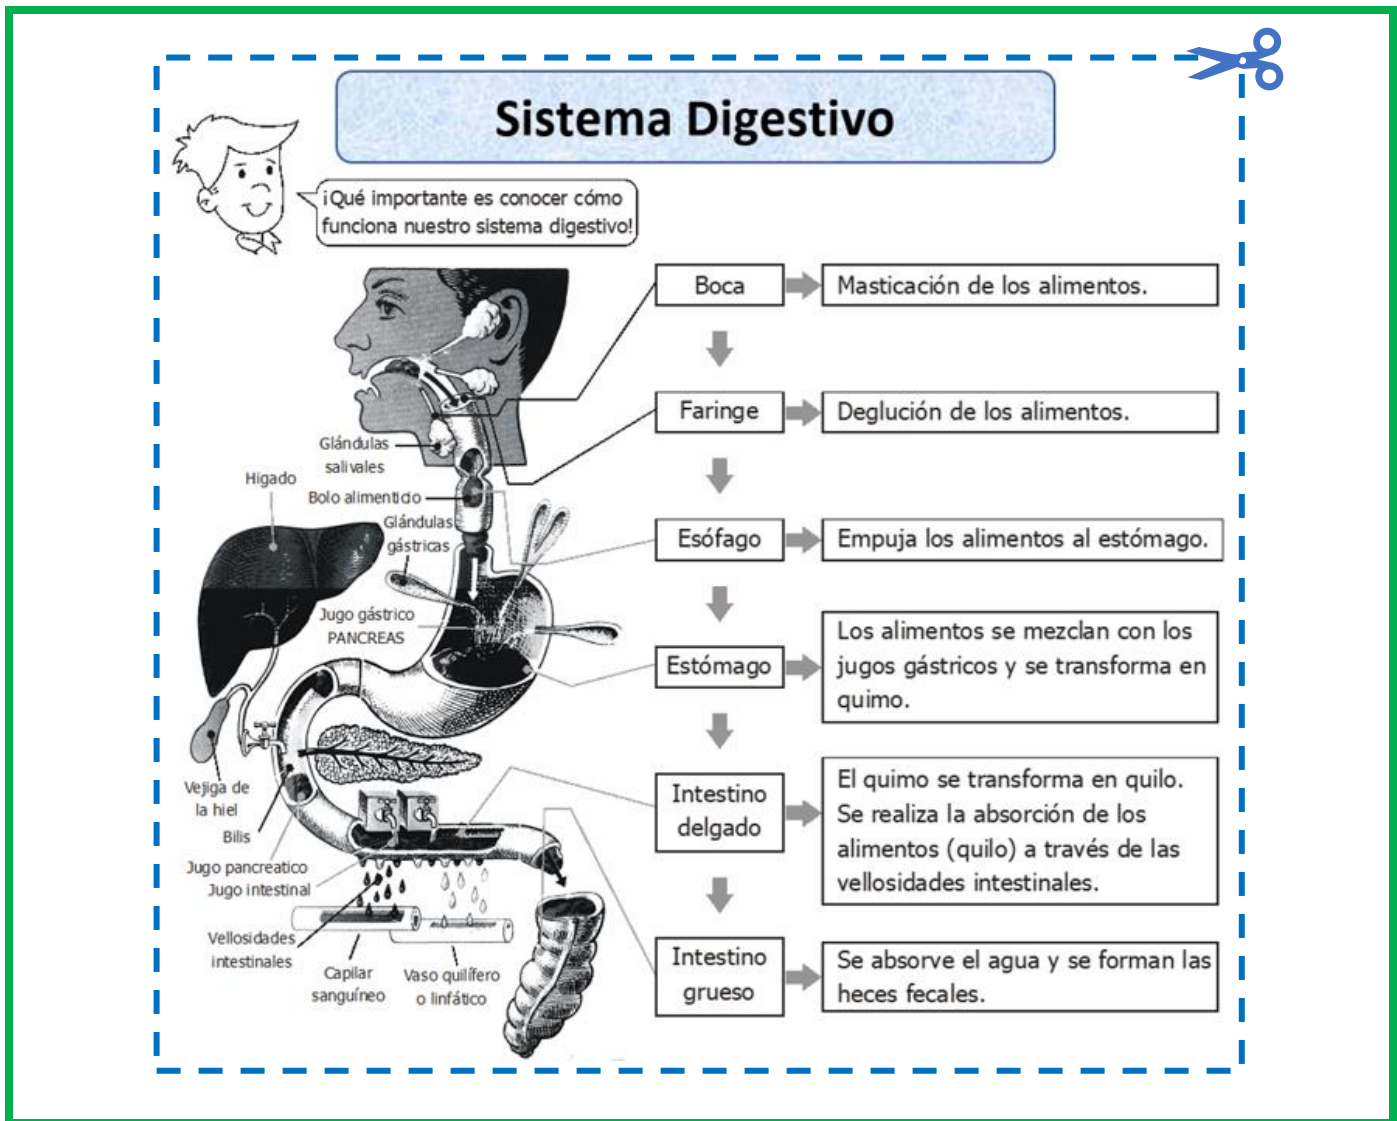 Sistema Digestivo
¡Qué importante es conocer cómo
funciona nuestro sistema digestivo!
Boca
Masticación de los alimentos.
Faringe
Deglución de los alimentos.
Glándulas
salivales
Higado
Bolo alimenticio
Glándulas
gástricas
Esófago
Empuja los alimentos al estómago.
Jugo gástrico
PANCREAS
Estómago
Los alimentos se mezclan con los
jugos gástricos y se transforma en
quimo.
Vejiga de
la hiel
Bilis
Jugo pancreatico
Jugo intestinal
Intestino
delgado
El quimo se transforma en quilo.
Se realiza la absorción de los
alimentos (quilo) a través de las
vellosidades intestinales.
Vellosidades
intestinales
Capilar
sanguíneo
Vaso quilífero
o linfático
Intestino
grueso
Se absorve el agua y se forman las
heces fecales.